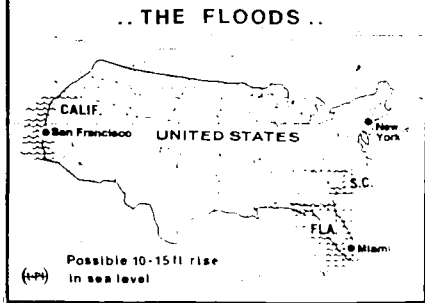 .. THE FLOODS ..
CALIF.
San Francisco
UNITED STATES
New
York
S.C.
FLA.
Miami
Possible 10-15 ft rise
in sea level